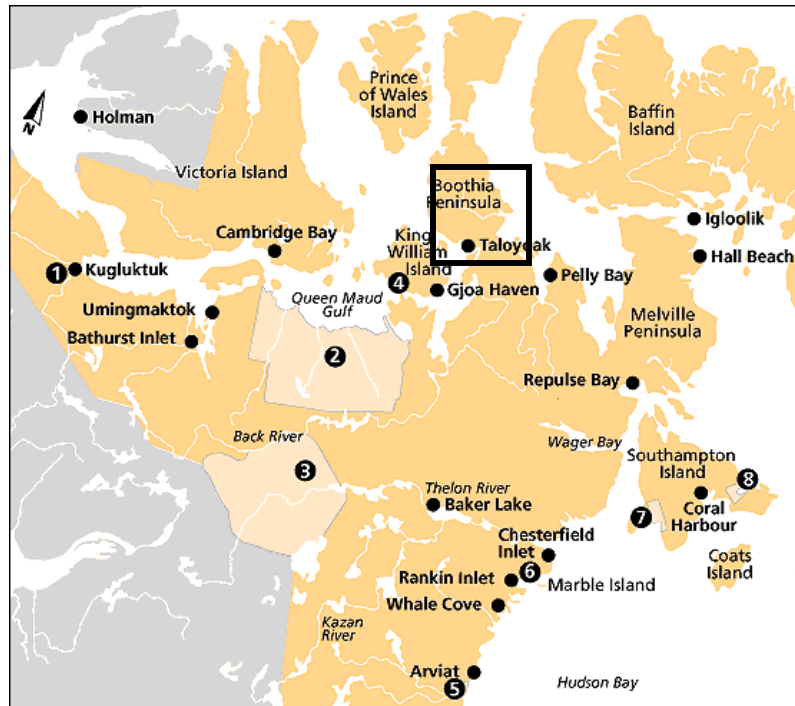 Prince
of Wales
Island
Baffin
Island
N
Holman
Victoria Island
Boothia
Peninsula
Igloolik
Cambridge Bay
King
William
Island
Taloyoak
Hall Beach
1
Kugluktuk
4
Pelly Bay
Queen Maud
Gulf
Gjoa Haven
Umingmaktok
Melville
Peninsula
Bathurst Inlet
2
Repulse Bay
Back River
Wager Bay
Southampton
Island
3
8
Thelon River
Baker Lake
7
Coral
Harbour
Chesterfield
Inlet
Coats
Island
6
Rankin Inlet
Marble Island
Whale Cove
Kazan
River
Arviat
5
Hudson Bay